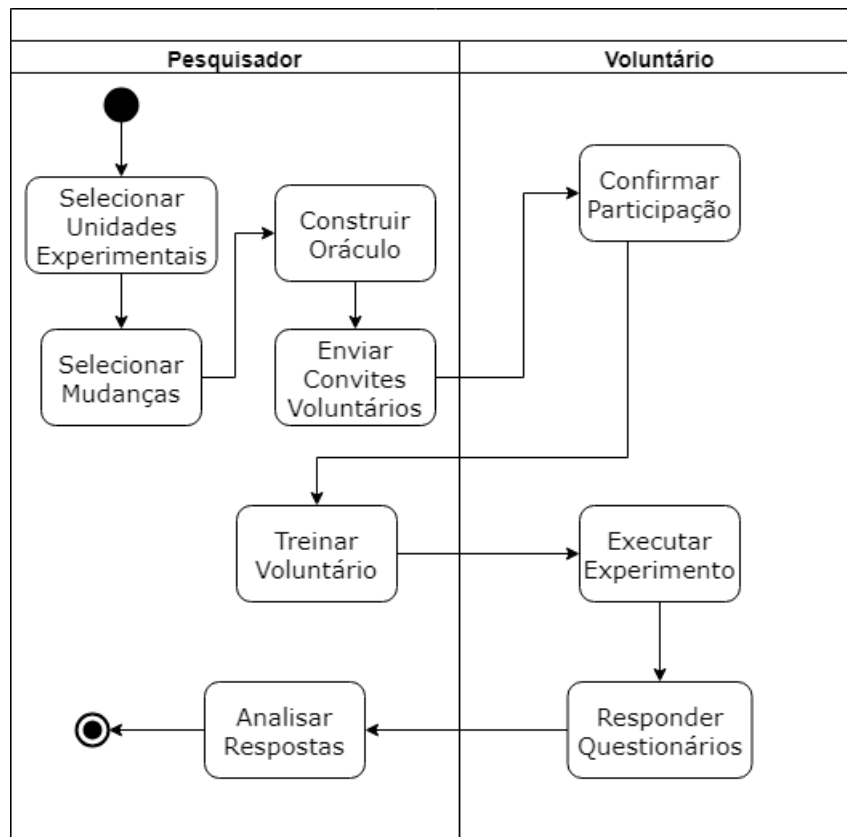 Pesquisador
Voluntário
Selecionar
Unidades
Experimentais
Selecionar
Mudanças
Construir
Oráculo
Enviar
Convites
Voluntários
Confirmar
Participação
Treinar
Voluntário
Executar
Experimento
Responder
Questionários
Analisar
Respostas